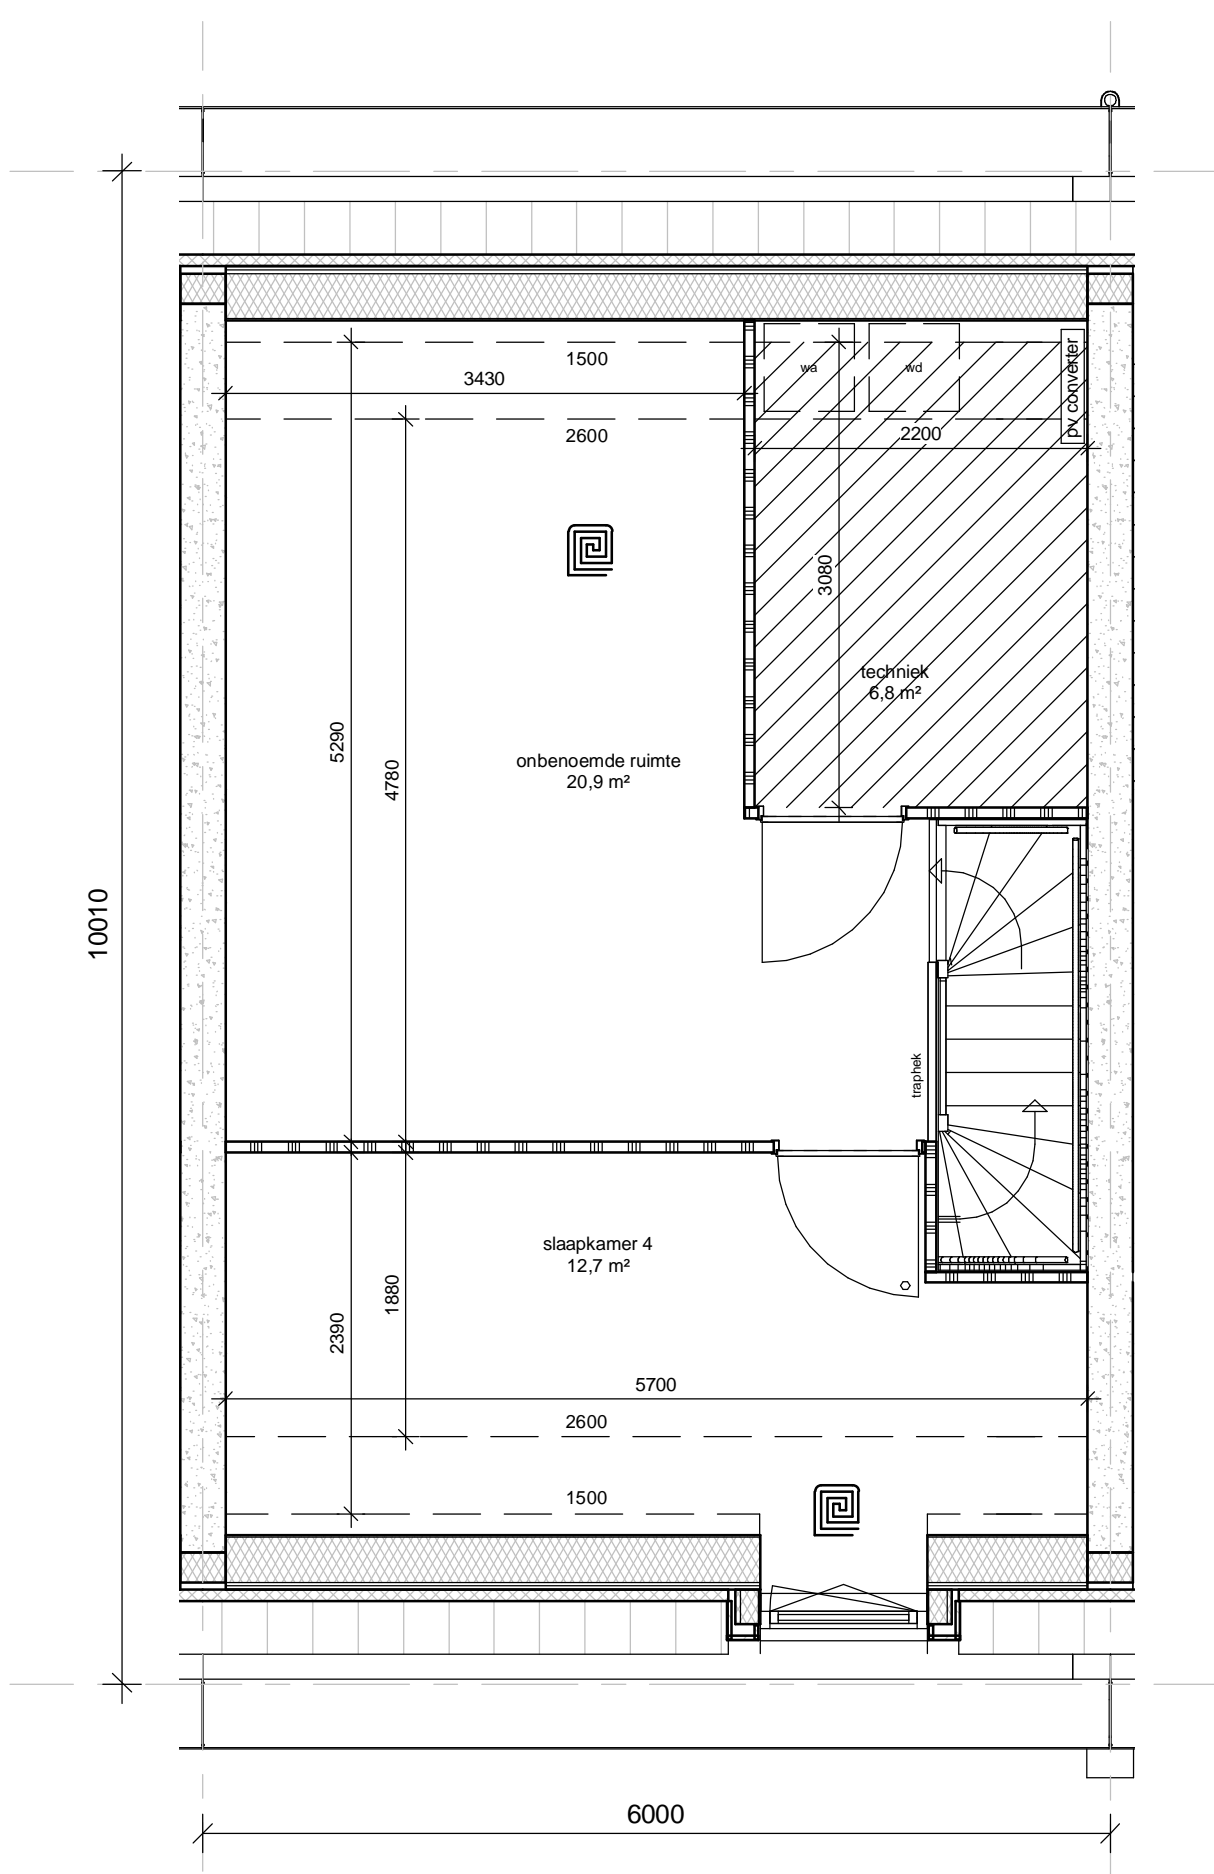 1500
3430
wa
wd
pv converter
2600
2200
3080
techniek
6,8 m²
5290
4780
onbenoemde ruimte
20,9 m²
10010
traphek
slaapkamer 4
12,7 m²
1880
2390
5700
2600
1500
6000